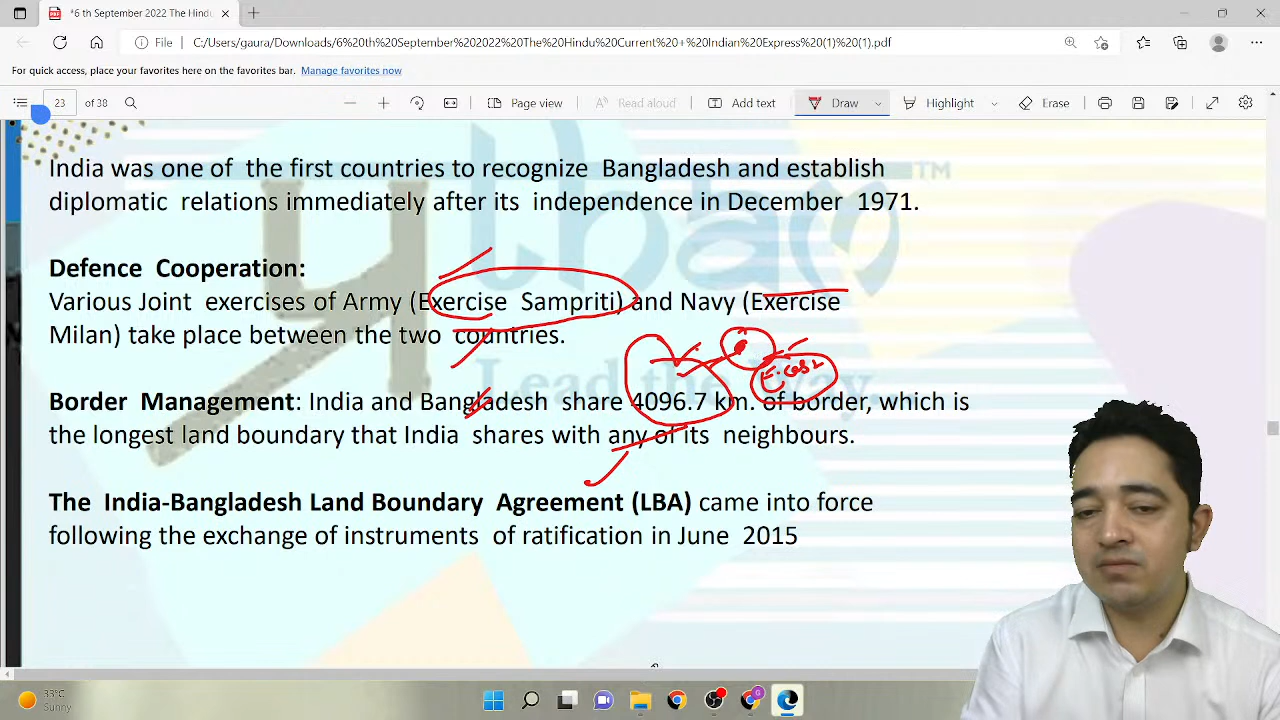 *6 th September 2022 The Hindu
File
C:/Users/gaura/Downloads/6%20th%20September%202022%20The%20Hindu%20Current%20+%20Indian%20Express%20(1)%20(1).pdf
For quick access, place your favorites here on the favorites bar. Manage favorites now
23 of 38
Page view
Read aloud
Add text
Draw
Highlight
Erase
India was one of the first countries to recognize Bangladesh and establish
diplomatic relations immediately after its independence in December 1971.
Defence Cooperation:
Various Joint exercises of Army (Exercise Sampriti) and Navy (Exercise
Milan) take place between the two countries.
Border Management: India and Bangladesh share 4096.7 km. of border, which is
the longest land boundary that India shares with any of its neighbours.
The India-Bangladesh Land Boundary Agreement (LBA) came into force
following the exchange of instruments of ratification in June 2015
Lead the Way
TM
33°C
Sunny